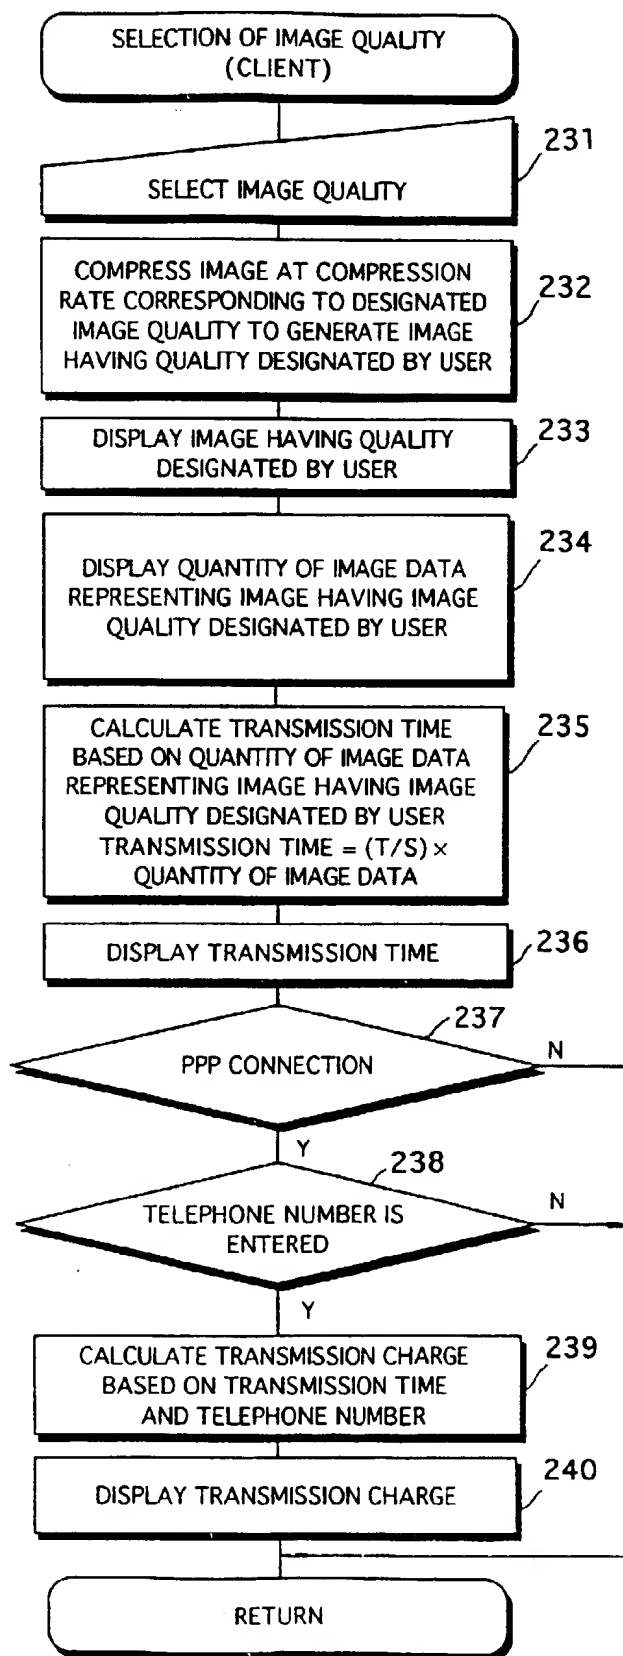 SELECTION OF IMAGE QUALITY
(CLIENT)
231
SELECT IMAGE QUALITY
COMPRESS IMAGE AT COMPRESSION
RATE CORRESPONDING TO DESIGNATED
IMAGE QUALITY TO GENERATE IMAGE
HAVING QUALITY DESIGNATED BY USER
232
DISPLAY IMAGE HAVING QUALITY
DESIGNATED BY USER
233
DISPLAY QUANTITY OF IMAGE DATA
REPRESENTING IMAGE HAVING IMAGE
QUALITY DESIGNATED BY USER
234
CALCULATE TRANSMISSION TIME
BASED ON QUANTITY OF IMAGE DATA
REPRESENTING IMAGE HAVING IMAGE
QUALITY DESIGNATED BY USER
TRANSMISSION TIME = (T/S) ×
QUANTITY OF IMAGE DATA
235
DISPLAY TRANSMISSION TIME
236
237
PPP CONNECTION
N
Y
238
TELEPHONE NUMBER IS
ENTERED
N
Y
CALCULATE TRANSMISSION CHARGE
BASED ON TRANSMISSION TIME
AND TELEPHONE NUMBER
239
DISPLAY TRANSMISSION CHARGE
240
RETURN